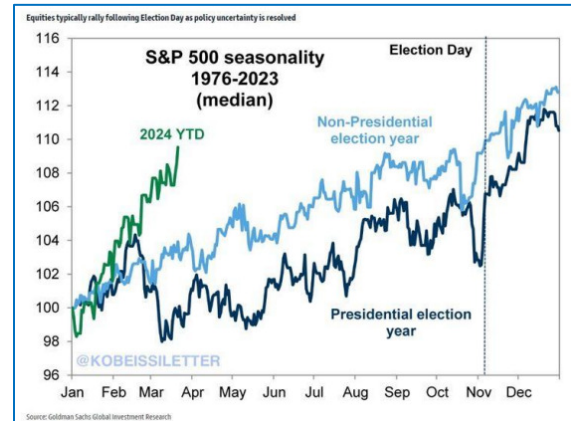 Equities typically rally following Election Day as policy uncertainty is resolved
116
114
112
110
108
106
104
102
100
98
96
S&P 500 seasonality
1976-2023
(median)
Election Day
2024 YTD
Non-Presidential
election year
Presidential election
year
@KOBEISSILETTER
Jan Feb Mar Apr May Jun Jul Aug Sep Oct Nov Dec
Source: Goldman Sachs Global Investment Research